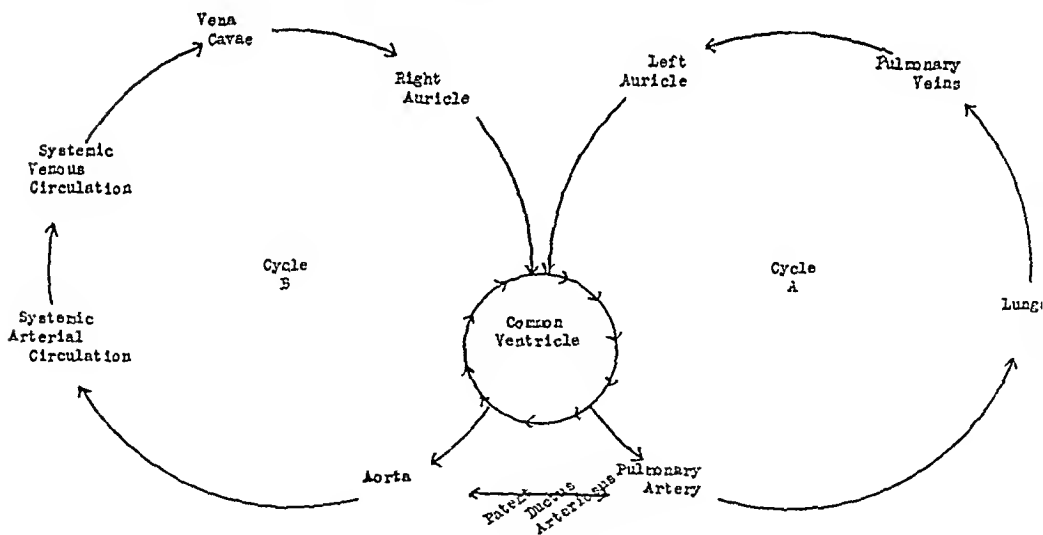 Vena
Cavae
Right
Auricle
Left
Auricle
Pulmonary
Veins
Systemic
Venous
Circulation
Cycle
B
Cycle
A
Systemic
Arterial
Circulation
Common
Ventricle
Lungs
Aorta
Pulmonary
Artery
Patent
Ductus
Arteriosus